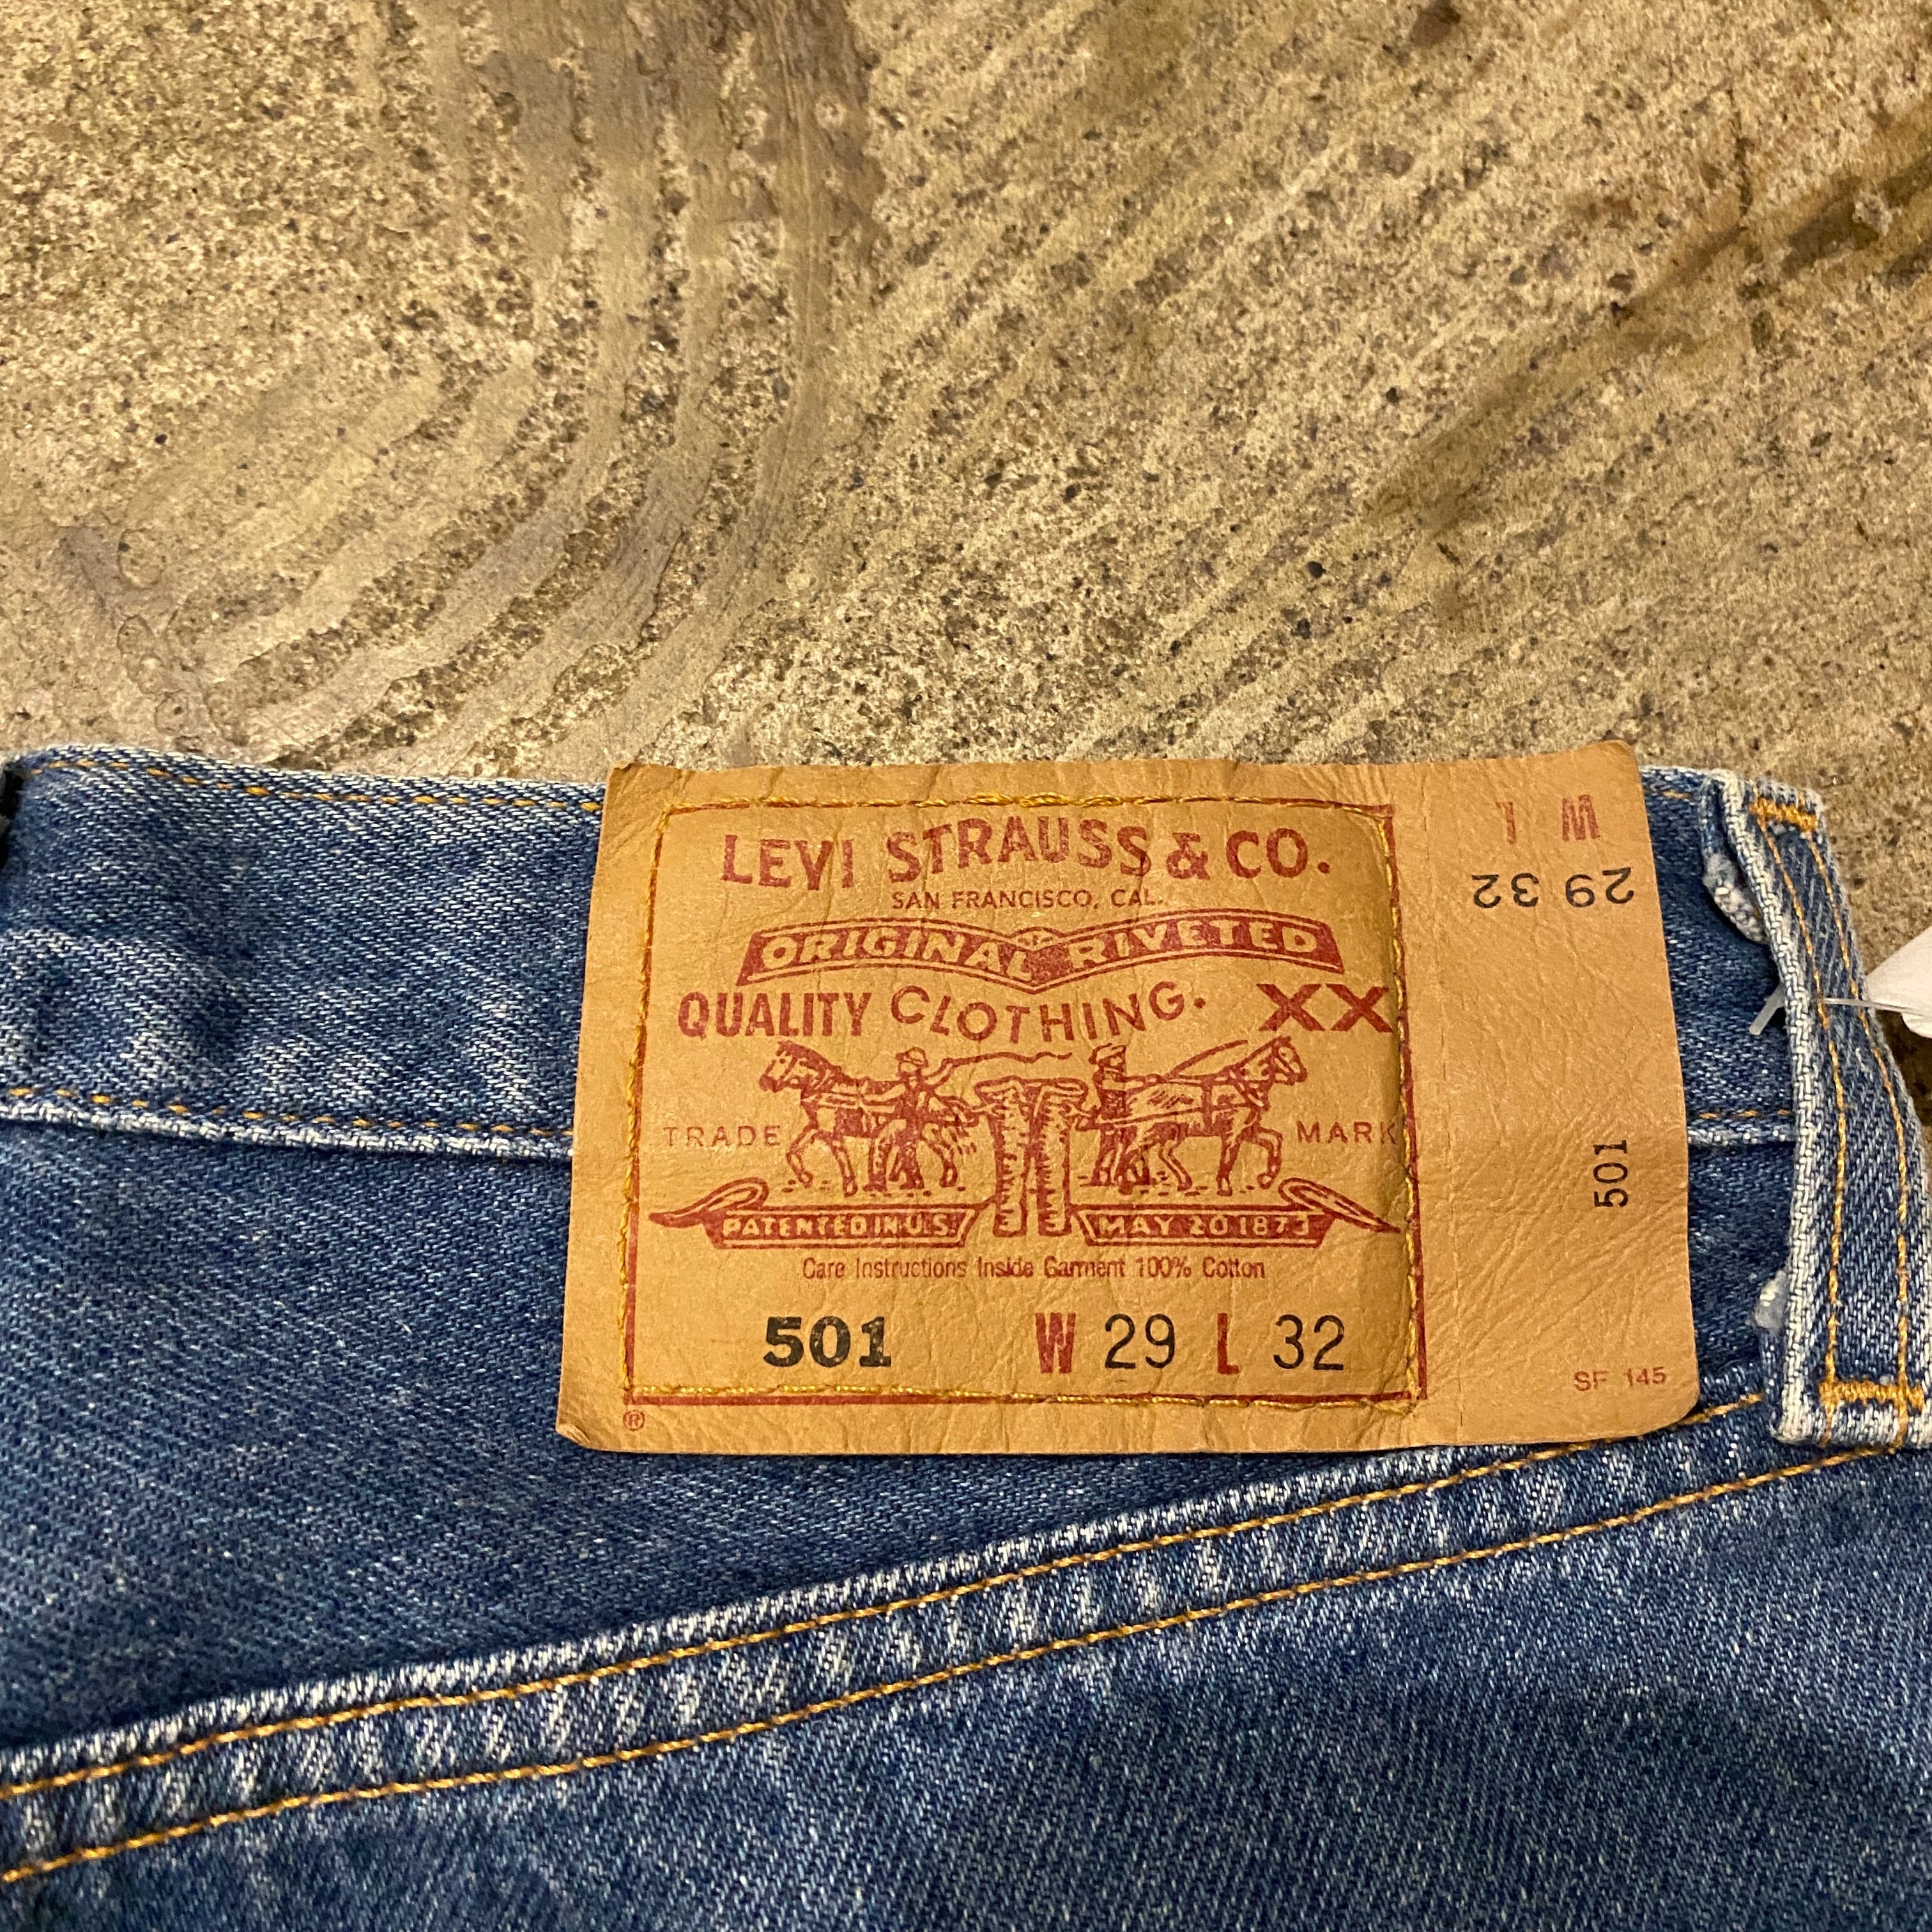 LEVI STRAUSS & CO.
SAN FRANCISCO, CAL.
ORIGINAL RIVETED
QUALITY CLOTHING. XX
TRADE MARK
PATENTED IN U.S. MAY 20 1873
Care Instructions Inside Garment 100% Cotton
501 W 29 L 32
®
W L
29 32
501
SF 145